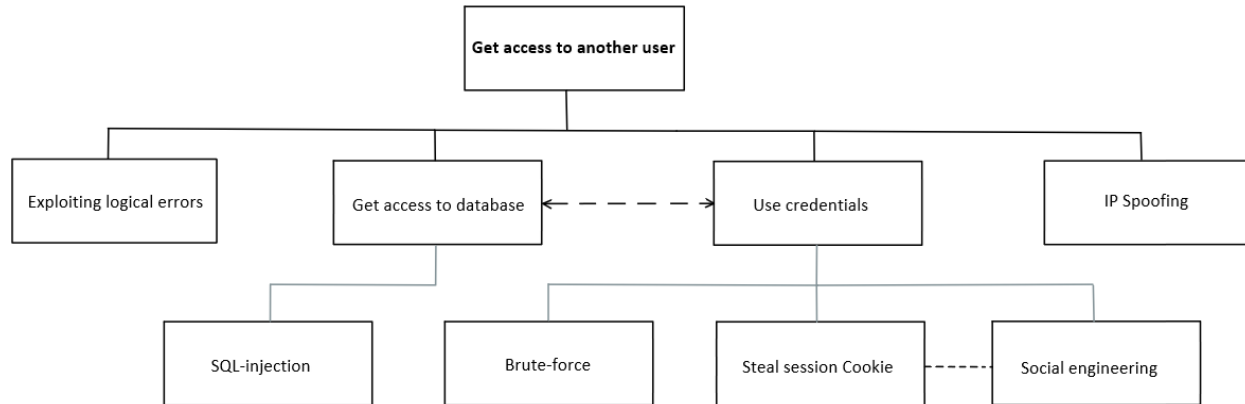 Get access to another user
Exploiting logical errors
Get access to database
Use credentials
IP Spoofing
SQL-injection
Brute-force
Steal session Cookie
Social engineering